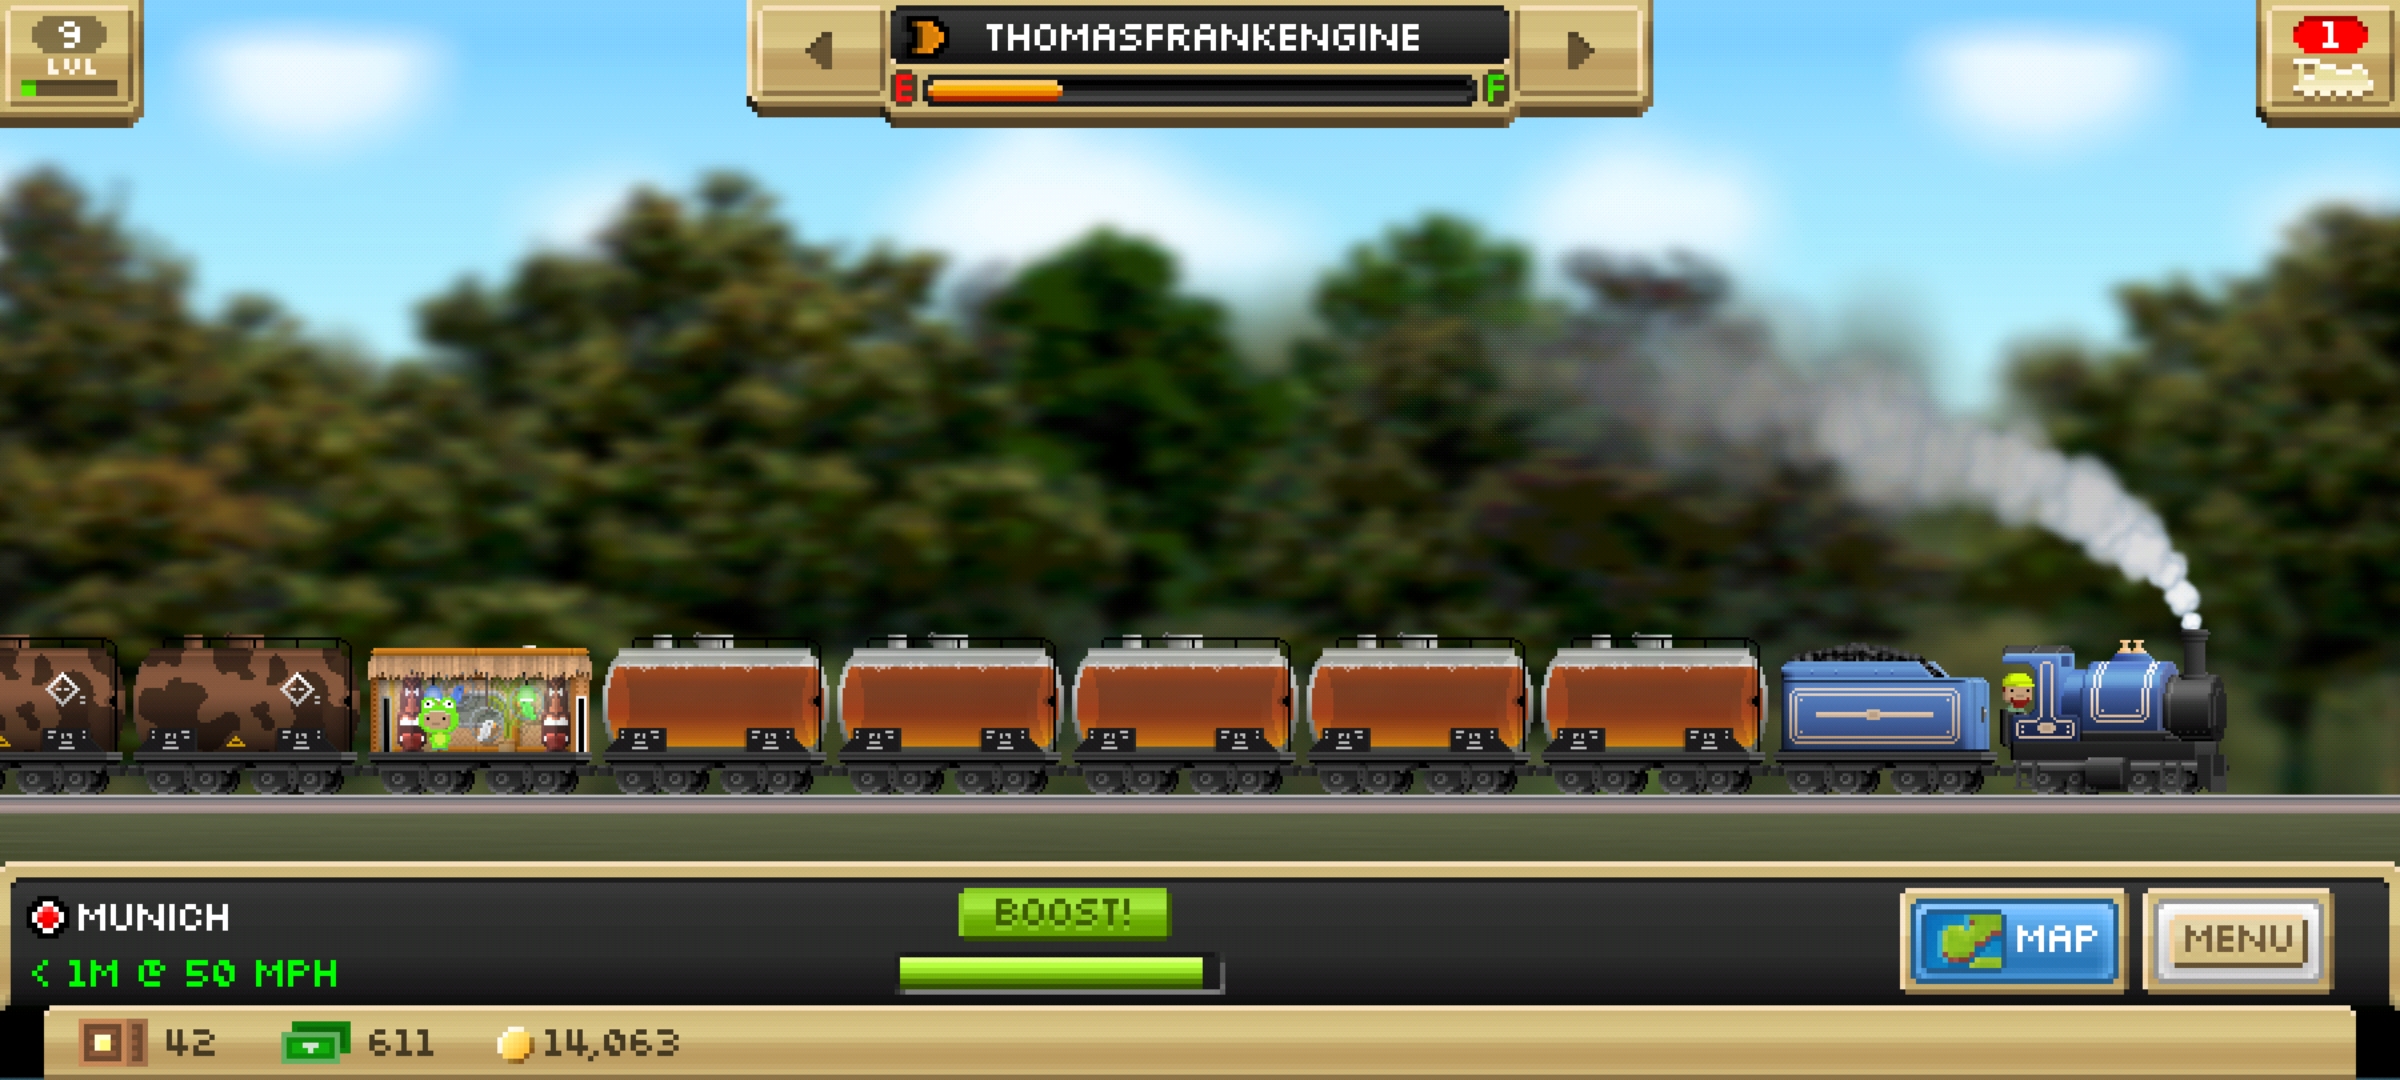 9
LVL
THOMASFRANKENGINE
E F
1
MUNICH
< 1M @ 50 MPH
BOOST!
MAP
MENU
42
611
14,063